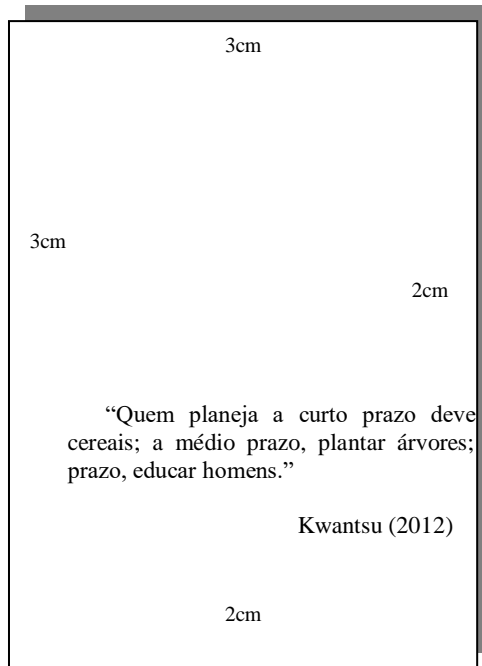 3cm
3cm
2cm
“Quem planeja a curto prazo deve
cereais; a médio prazo, plantar árvores;
prazo, educar homens.”
Kwantsu (2012)
2cm